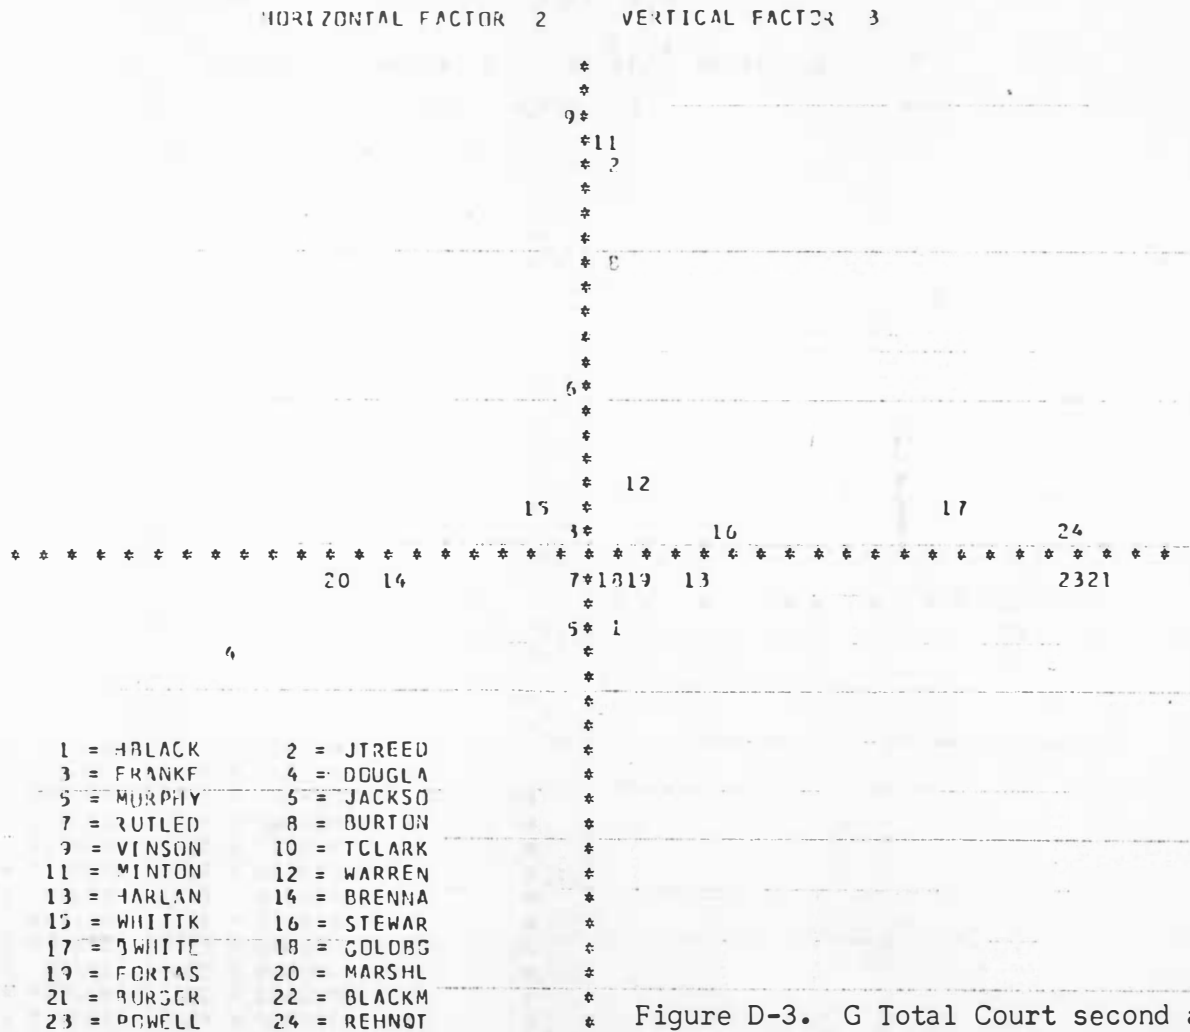 HORIZONTAL FACTOR 2 VERTICAL FACTOR 3
*
*
9*
*11
* 2
*
*
*
* 8
*
*
*
*
6*
*
*
*
* 12
15 * 17
3* 16 24
* * * * * * * * * * * * * * * * * * * * * * * * * * * * * * * * * * * * * * * * *
20 14 7*1819 13 2321
*
5* 1
4 *
*
*
*
1 = HBLACK 2 = JTREED *
3 = FRANKF 4 = DOUGLA *
5 = MURPHY 6 = JACKSO *
7 = RUTLED 8 = BURTON *
9 = VINSON 10 = TCLARK *
11 = MINTON 12 = WARREN *
13 = HARLAN 14 = BRENNA *
15 = WHITTK 16 = STEWAR *
17 = BWHITE 18 = GOLDBG *
19 = FORTAS 20 = MARSHL *
21 = BURGER 22 = BLACKM *
23 = POWELL 24 = REHNQT *
Figure D-3. G Total Court second a